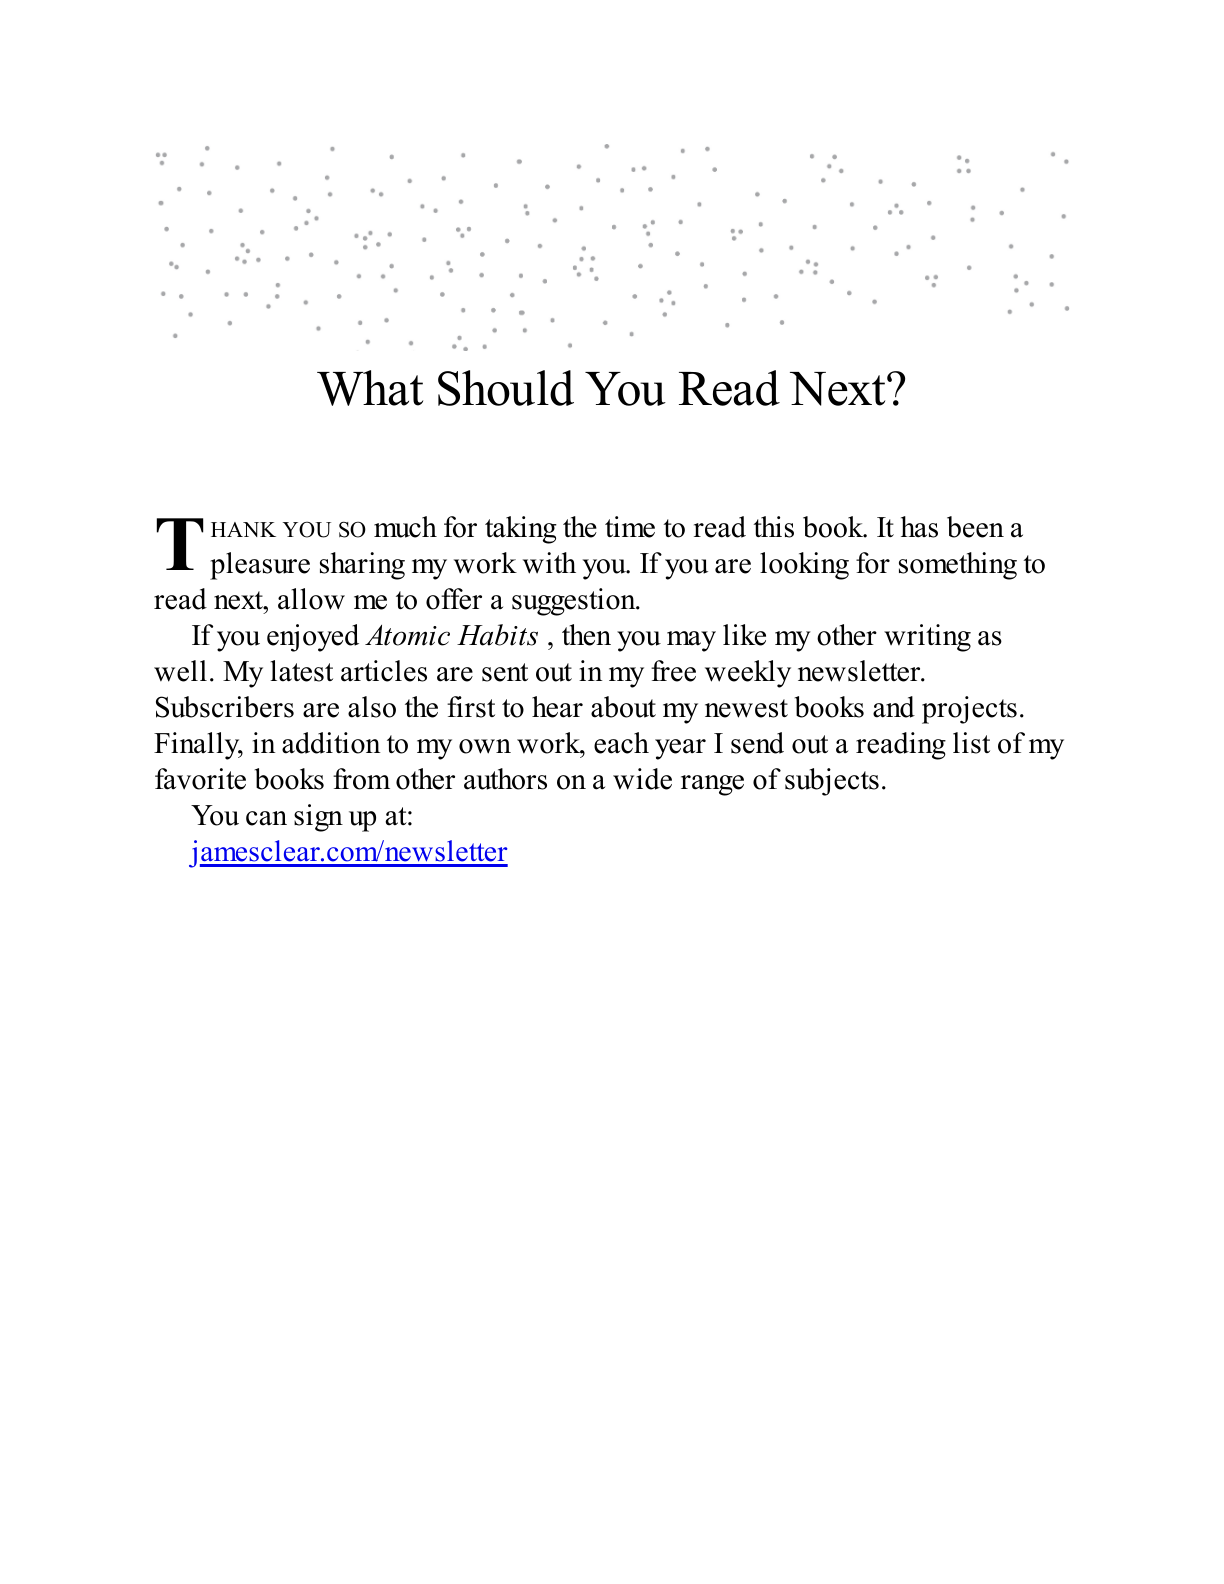 What Should You Read Next?
THANK YOU SO much for taking the time to read this book. It has been a
pleasure sharing my work with you. If you are looking for something to
read next, allow me to offer a suggestion.
If you enjoyed Atomic Habits , then you may like my other writing as
well. My latest articles are sent out in my free weekly newsletter.
Subscribers are also the first to hear about my newest books and projects.
Finally, in addition to my own work, each year I send out a reading list of my
favorite books from other authors on a wide range of subjects.
You can sign up at:
jamesclear.com/newsletter